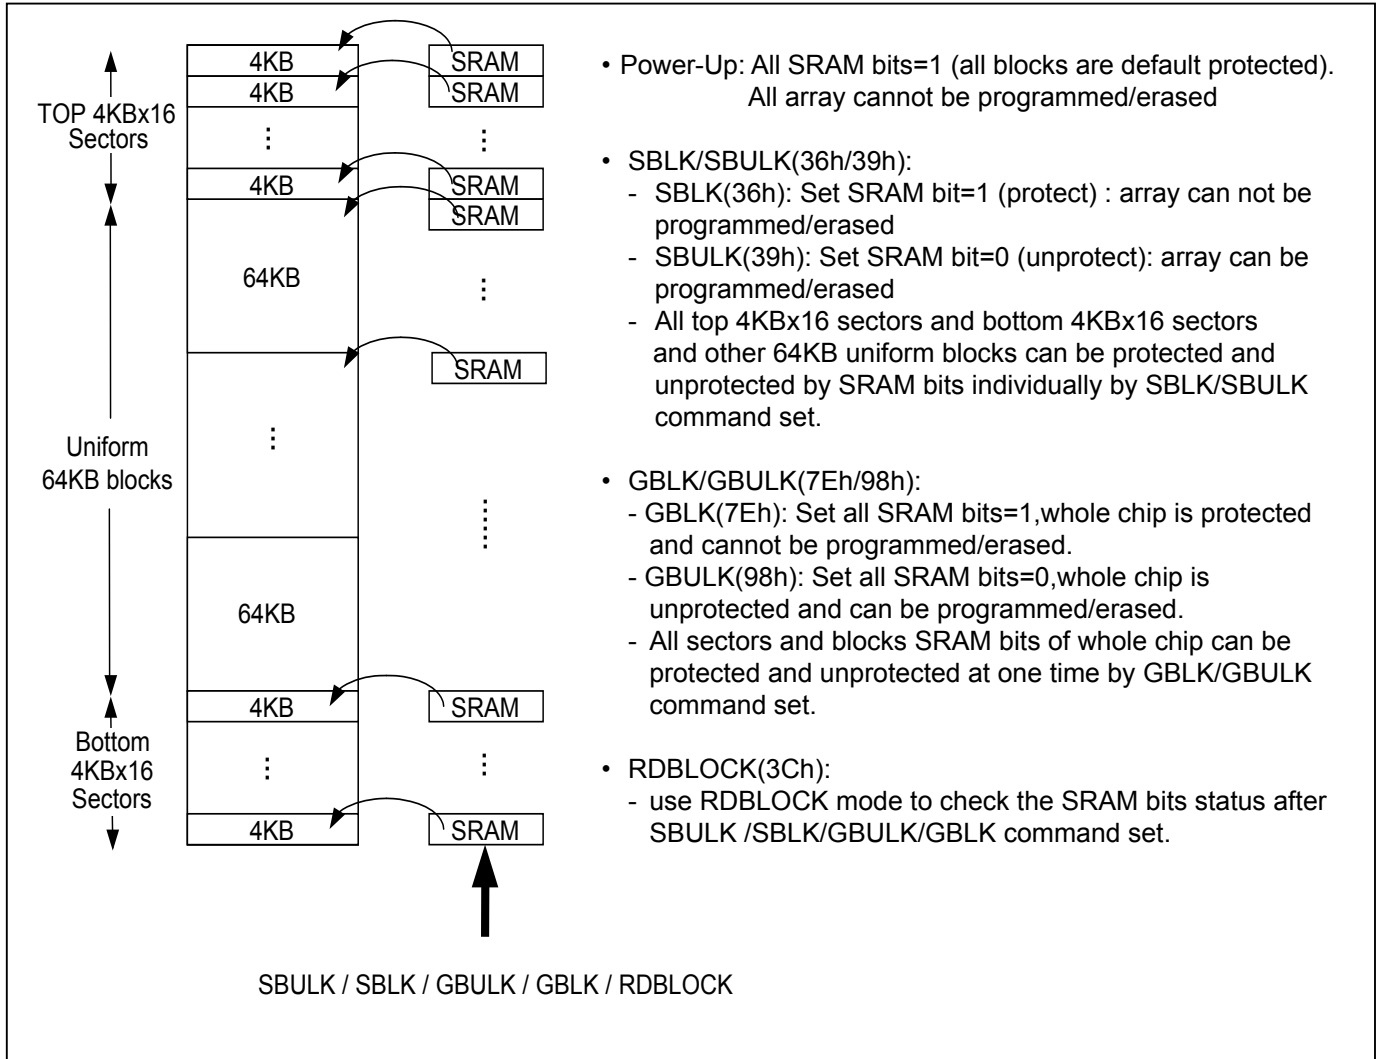 4KB
SRAM
4KB
SRAM
TOP 4KBx16
Sectors
4KB
SRAM
SRAM
64KB
SRAM
Uniform
64KB blocks
64KB
4KB
SRAM
Bottom
4KBx16
Sectors
4KB
SRAM
SBULK / SBLK / GBULK / GBLK / RDBLOCK
• Power-Up: All SRAM bits=1 (all blocks are default protected).
All array cannot be programmed/erased
• SBLK/SBULK(36h/39h):
- SBLK(36h): Set SRAM bit=1 (protect) : array can not be
programmed/erased
- SBULK(39h): Set SRAM bit=0 (unprotect): array can be
programmed/erased
- All top 4KBx16 sectors and bottom 4KBx16 sectors
and other 64KB uniform blocks can be protected and
unprotected by SRAM bits individually by SBLK/SBULK
command set.
• GBLK/GBULK(7Eh/98h):
- GBLK(7Eh): Set all SRAM bits=1,whole chip is protected
and cannot be programmed/erased.
- GBULK(98h): Set all SRAM bits=0,whole chip is
unprotected and can be programmed/erased.
- All sectors and blocks SRAM bits of whole chip can be
protected and unprotected at one time by GBLK/GBULK
command set.
• RDBLOCK(3Ch):
- use RDBLOCK mode to check the SRAM bits status after
SBULK /SBLK/GBULK/GBLK command set.